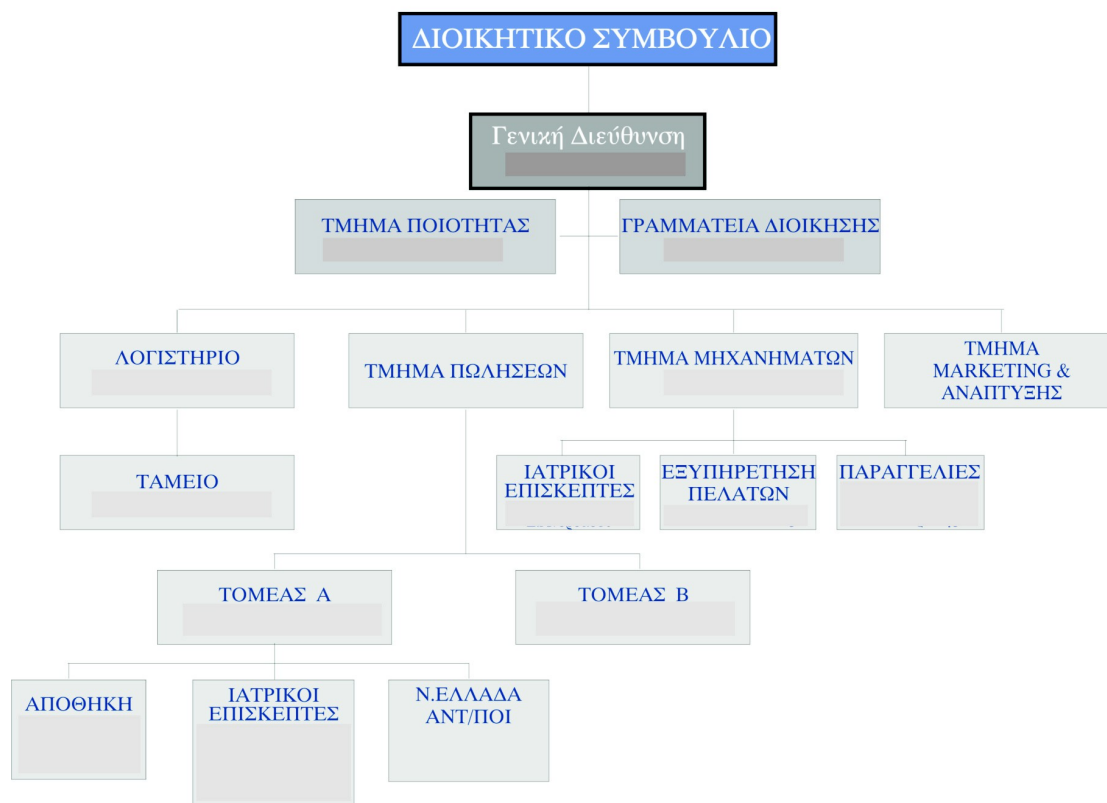 ΔΙΟΙΚΗΤΙΚΟ ΣΥΜΒΟΥΛΙΟ
Γενική Διεύθυνση
ΤΜΗΜΑ ΠΟΙΟΤΗΤΑΣ
ΓΡΑΜΜΑΤΕΙΑ ΔΙΟΙΚΗΣΗΣ
ΛΟΓΙΣΤΗΡΙΟ
ΤΜΗΜΑ ΠΩΛΗΣΕΩΝ
ΤΜΗΜΑ ΜΗΧΑΝΗΜΑΤΩΝ
ΤΜΗΜΑ
MARKETING &
ΑΝΑΠΤΥΞΗΣ
ΤΑΜΕΙΟ
ΙΑΤΡΙΚΟΙ
ΕΠΙΣΚΕΠΤΕΣ
ΕΞΥΠΗΡΕΤΗΣΗ
ΠΕΛΑΤΩΝ
ΠΑΡΑΓΓΕΛΙΕΣ
ΤΟΜΕΑΣ Α
ΤΟΜΕΑΣ Β
ΑΠΟΘΗΚΗ
ΙΑΤΡΙΚΟΙ
ΕΠΙΣΚΕΠΤΕΣ
Ν.ΕΛΛΑΔΑ
ΑΝΤ/ΠΟΙ